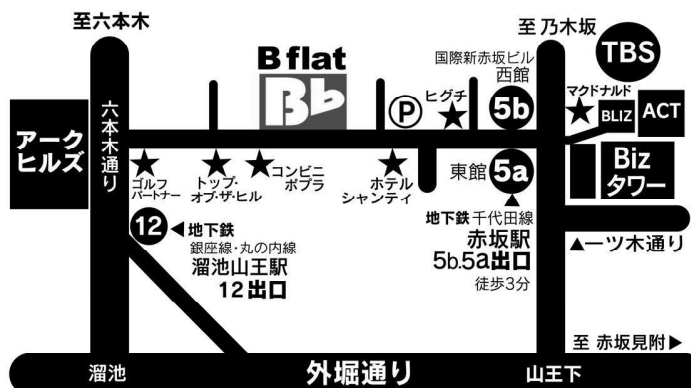 至六本木
至乃木坂
B flat
B♭
国際新赤坂ビル
西館
TBS
マクドナルド
ヒグチ
P
5b
BLIZ
ACT
六本木通り
アーク
ヒルズ
東館
5a
Biz
タワー
ゴルフ
パートナー
トップ・
オブ・ザ・ヒル
コンビニ
ポプラ
ホテル
シャンティ
12
◀地下鉄
銀座線・丸の内線
溜池山王駅
12出口
▲
地下鉄千代田線
赤坂駅
5b.5a出口
徒歩3分
▲一ツ木通り
至 赤坂見附▶
溜池
外堀通り
山王下